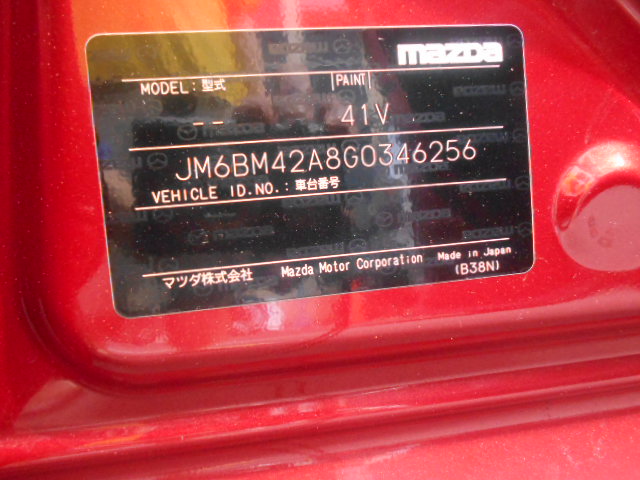 mazda
MODEL: 型式 |PAINT|
-- 41V
JM6BM42A8G0346256
VEHICLE ID.NO.: 車台番号
マツダ株式会社 Mazda Motor Corporation Made in Japan
(B38N)